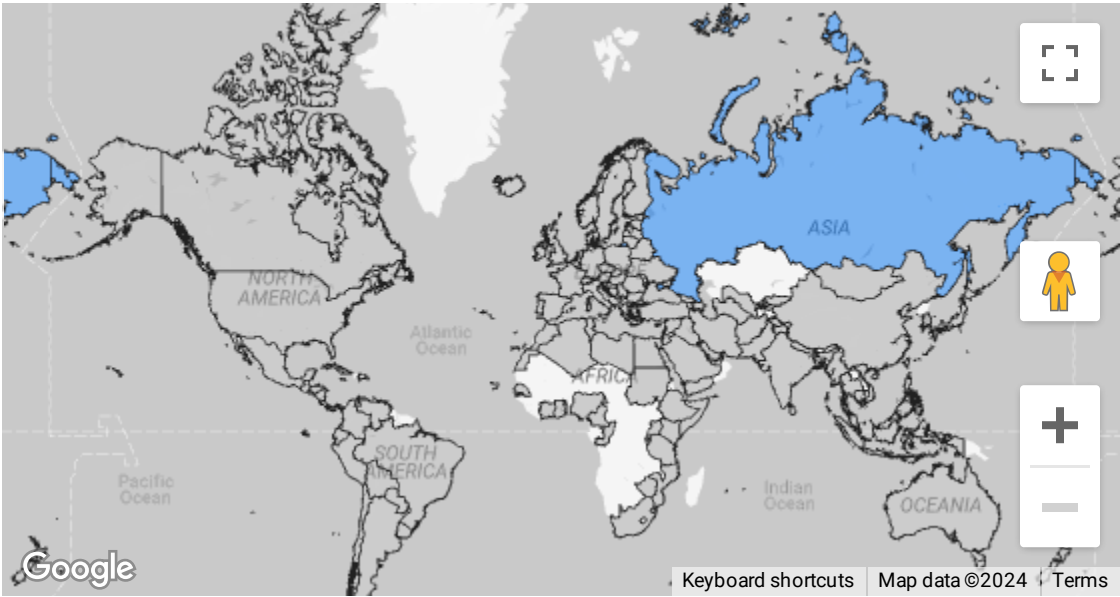 ASIA
NORTH
AMERICA
EUROPE
Atlantic
Ocean
AFRICA
SOUTH
AMERICA
Pacific
Ocean
Indian
Ocean
OCEANIA
Google
Keyboard shortcuts
Map data ©2024
Terms